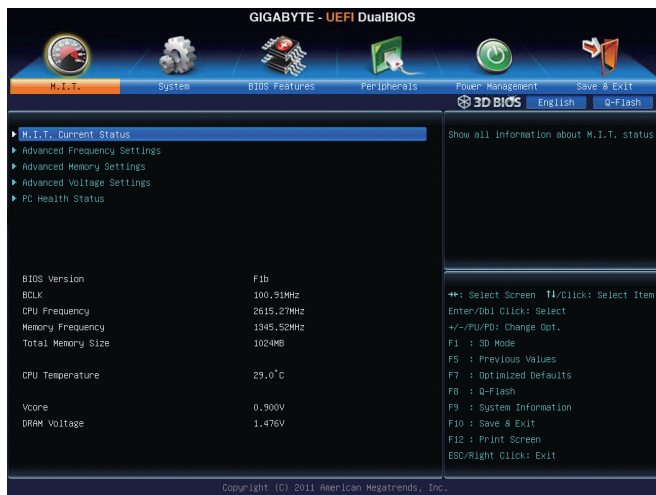 GIGABYTE - UEFI DualBIOS
M.I.T.
System
BIOS Features
Peripherals
Power Management
Save & Exit
3D BIOS
English
Q-Flash
M.I.T. Current Status
Advanced Frequency Settings
Advanced Memory Settings
Advanced Voltage Settings
PC Health Status
Show all information about M.I.T. status
BIOS Version F1b
BCLK 100.91MHz
CPU Frequency 2615.27MHz
Memory Frequency 1345.52MHz
Total Memory Size 1024MB
CPU Temperature 29.0°C
Vcore 0.900V
DRAM Voltage 1.476V
→←: Select Screen ↑↓/Click: Select Item
Enter/Dbl Click: Select
+/-/PU/PD: Change Opt.
F1 : 3D Mode
F5 : Previous Values
F7 : Optimized Defaults
F8 : Q-Flash
F9 : System Information
F10 : Save & Exit
F12 : Print Screen
ESC/Right Click: Exit
Copyright (C) 2011 American Megatrends, Inc.